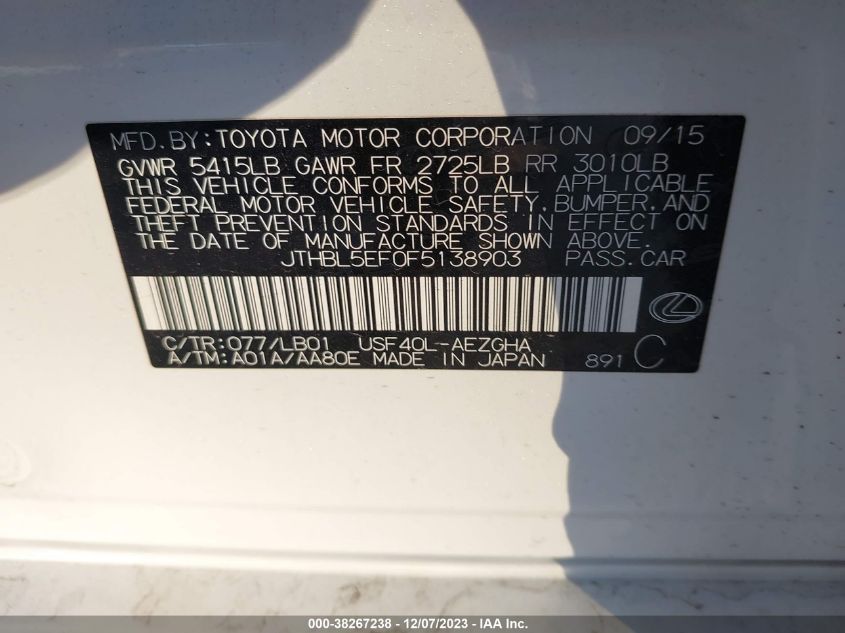 MFD.BY:TOYOTA MOTOR CORPORATION 09/15
GVWR 5415LB GAWR FR 2725LB RR 3010LB
THIS VEHICLE CONFORMS TO ALL APPLICABLE
FEDERAL MOTOR VEHICLE SAFETY,BUMPER,AND
THEFT PREVENTION STANDARDS IN EFFECT ON
THE DATE OF MANUFACTURE SHOWN ABOVE.
JTHBL5EF0F5138903 PASS.CAR
C/TR:077/LB01 USF40L-AEZGHA
A/TM:A01A/AA80E MADE IN JAPAN 891 C
000-38267238 - 12/07/2023 - IAA Inc.